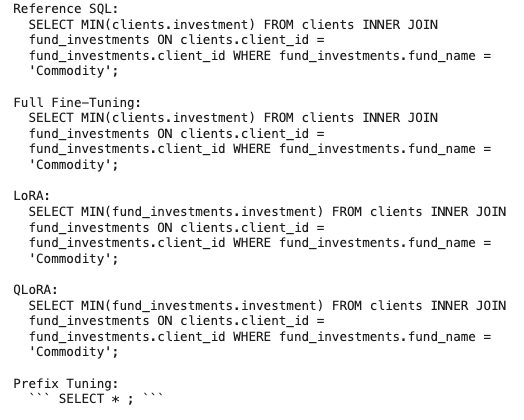 Reference SQL:
SELECT MIN(clients.investment) FROM clients INNER JOIN
fund_investments ON clients.client_id =
fund_investments.client_id WHERE fund_investments.fund_name =
'Commodity';
Full Fine-Tuning:
SELECT MIN(clients.investment) FROM clients INNER JOIN
fund_investments ON clients.client_id =
fund_investments.client_id WHERE fund_investments.fund_name =
'Commodity';
LoRA:
SELECT MIN(fund_investments.investment) FROM clients INNER JOIN
fund_investments ON clients.client_id =
fund_investments.client_id WHERE fund_investments.fund_name =
'Commodity';
QLoRA:
SELECT MIN(fund_investments.investment) FROM clients INNER JOIN
fund_investments ON clients.client_id =
fund_investments.client_id WHERE fund_investments.fund_name =
'Commodity';
Prefix Tuning:
``` SELECT * ; ```